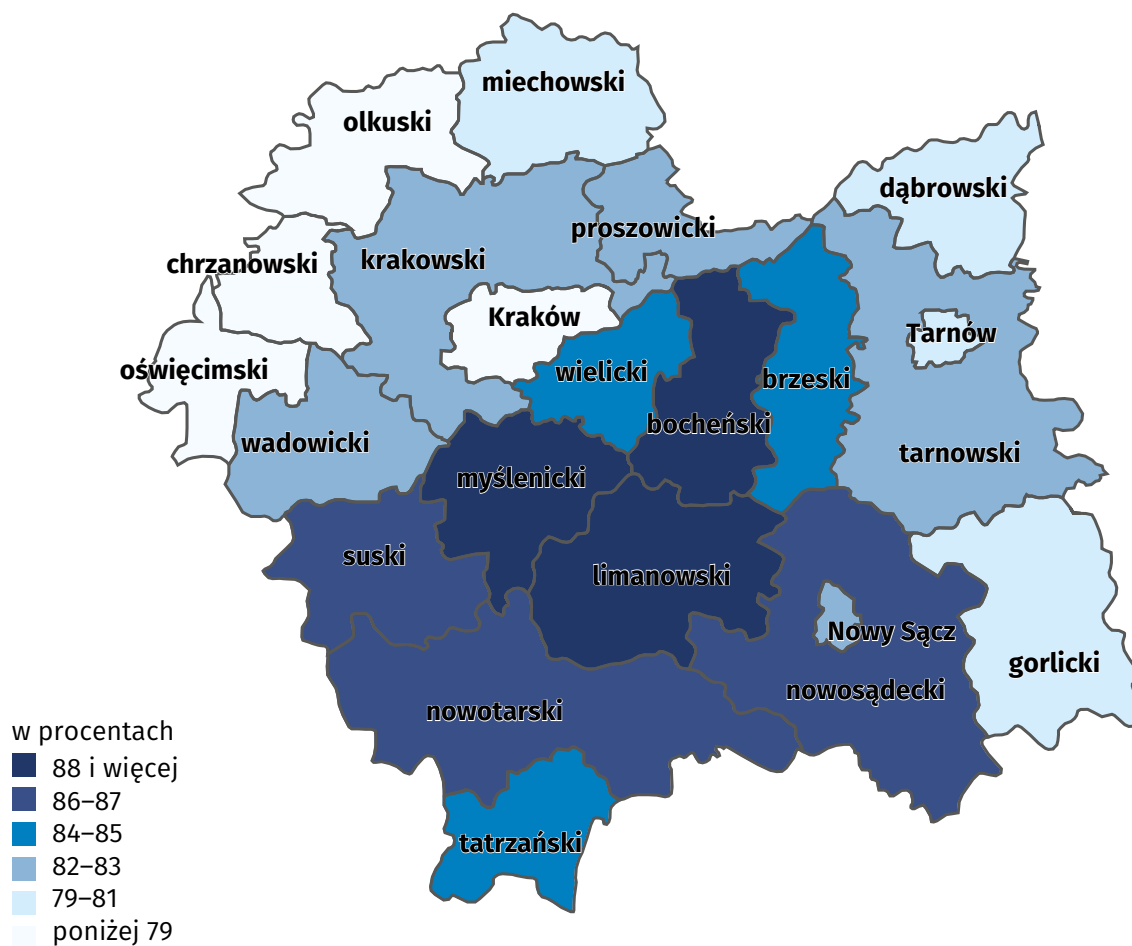 miechowski
olkuski
dąbrowski
proszowicki
krakowski
chrzanowski
Kraków
Tarnów
oświęcimski
wielicki
brzeski
bocheński
wadowicki
tarnowski
myślenicki
suski
limanowski
Nowy Sącz
gorlicki
nowosądecki
nowotarski
tatrzański
w procentach
88 i więcej
86–87
84–85
82–83
79–81
poniżej 79